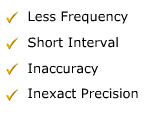 Less Frequency
Short Interval
Inaccuracy
Inexact Precision